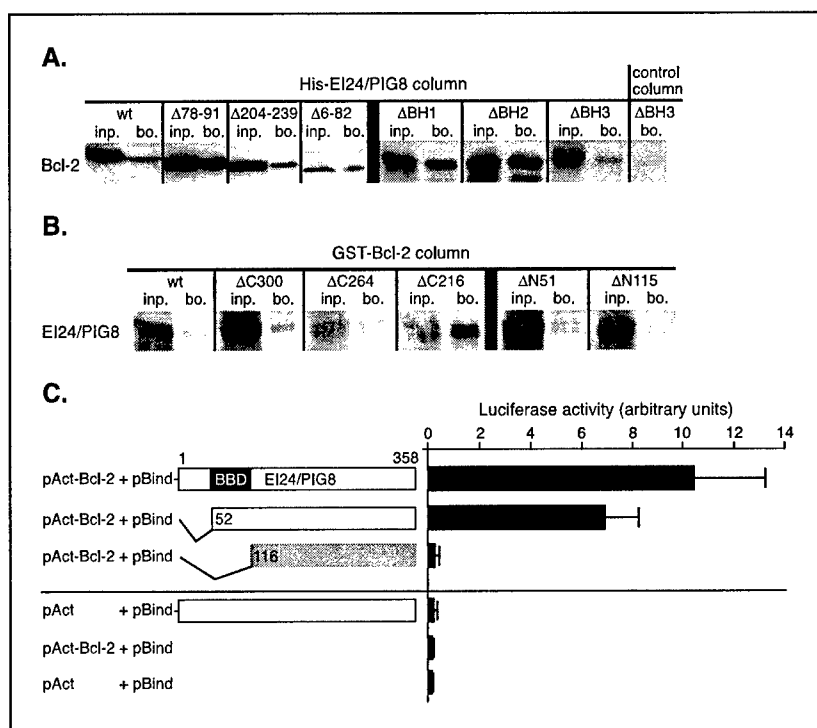 A.
His-EI24/PIG8 column
control column
wt Δ78-91 Δ204-239 Δ6-82 ΔBH1 ΔBH2 ΔBH3 ΔBH3
inp. bo. inp. bo. inp. bo. inp. bo. inp. bo. inp. bo. inp. bo. bo.
Bcl-2
B.
GST-Bcl-2 column
wt ΔC300 ΔC264 ΔC216 ΔN51 ΔN115
inp. bo. inp. bo. inp. bo. inp. bo. inp. bo. inp. bo.
EI24/PIG8
C.
Luciferase activity (arbitrary units)
0 2 4 6 8 10 12 14
1 358
pAct-Bcl-2 + pBind BBD EI24/PIG8
pAct-Bcl-2 + pBind 52
pAct-Bcl-2 + pBind 116
pAct + pBind
pAct-Bcl-2 + pBind
pAct + pBind